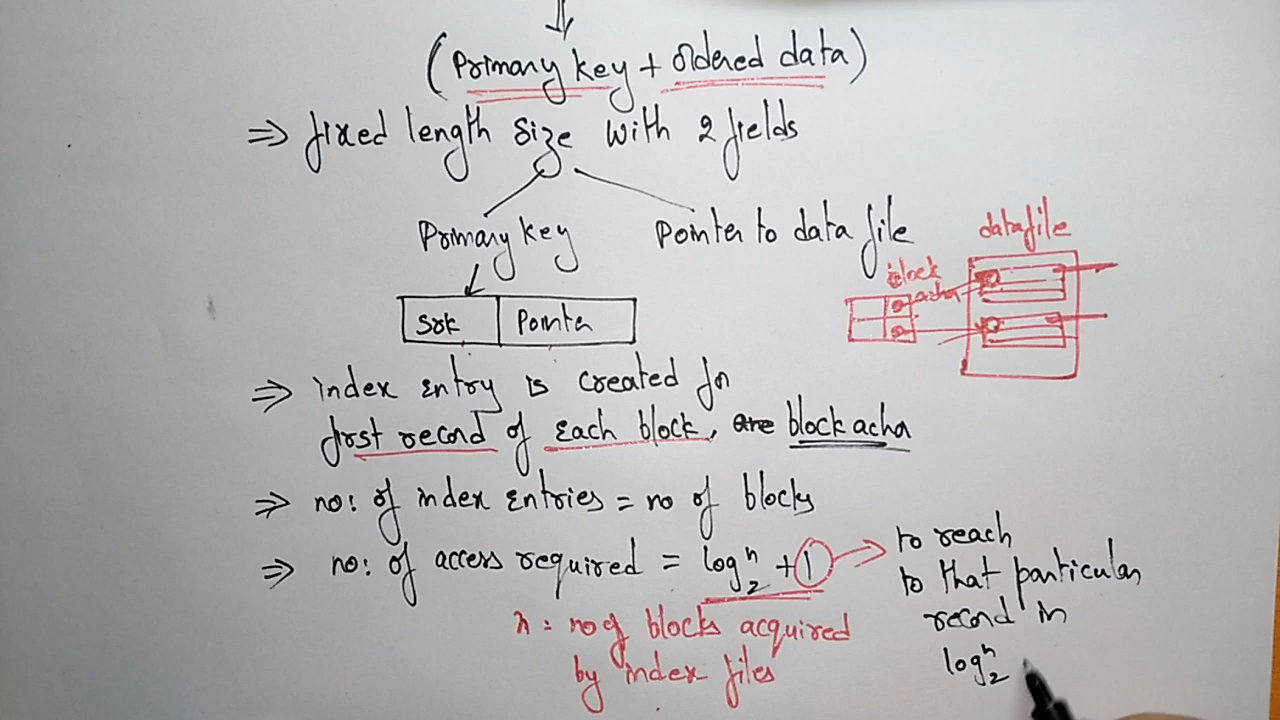 (Primary key + ordered data)
⇒ fixed length size with 2 fields
Primary key
Pointer to data file
datafile
block
acha
Srk Pointer
⇒ index entry is created for
first record of each block, block acha
⇒ no: of index entries = no of blocks
⇒ no: of access required = log₂ⁿ + 1
→ to reach
to that particular
record in
log₂ⁿ
n = no of blocks acquired
by index files